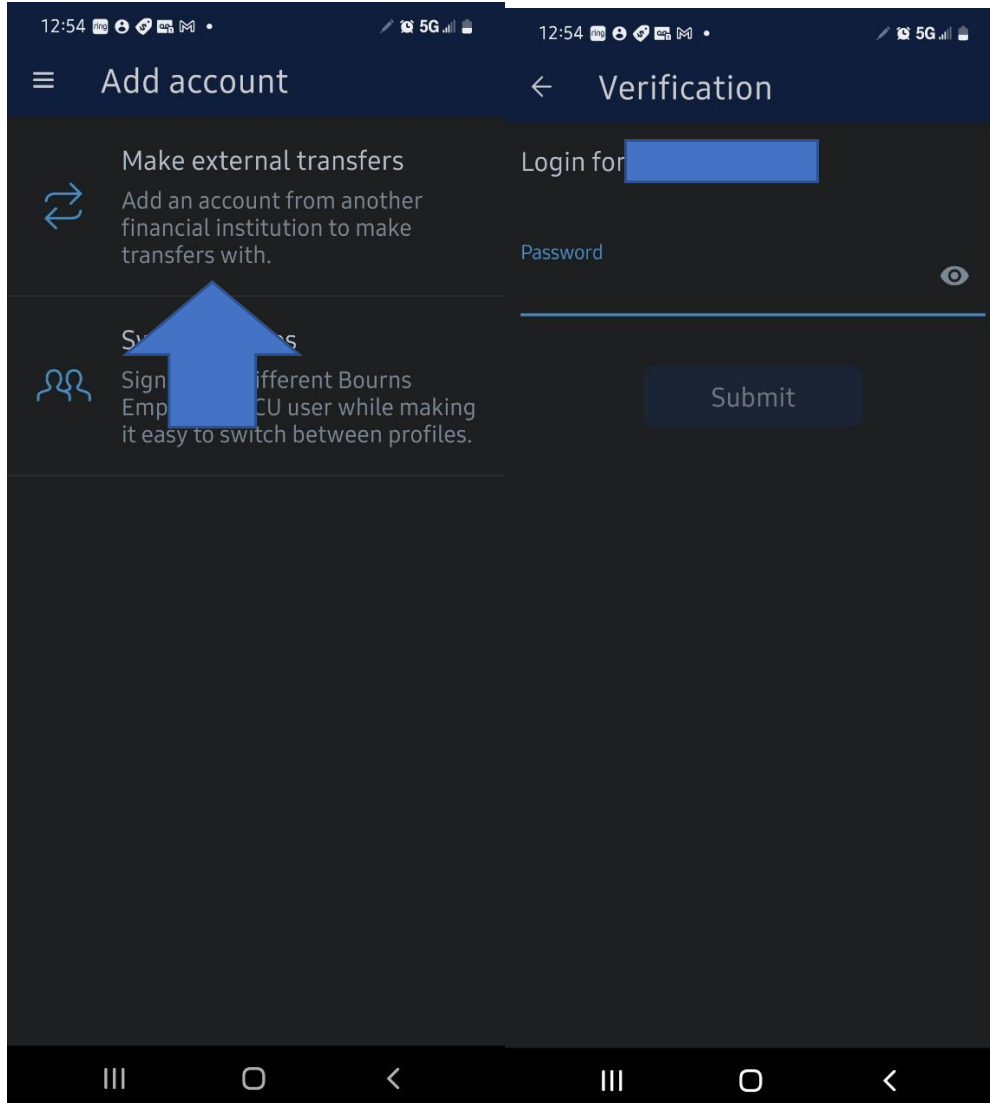 12:54
5G
Add account
Make external transfers
Add an account from another
financial institution to make
transfers with.
Sign ifferent Bourns
Emp CU user while making
it easy to switch between profiles.
12:54
5G
Verification
Login for
Password
Submit